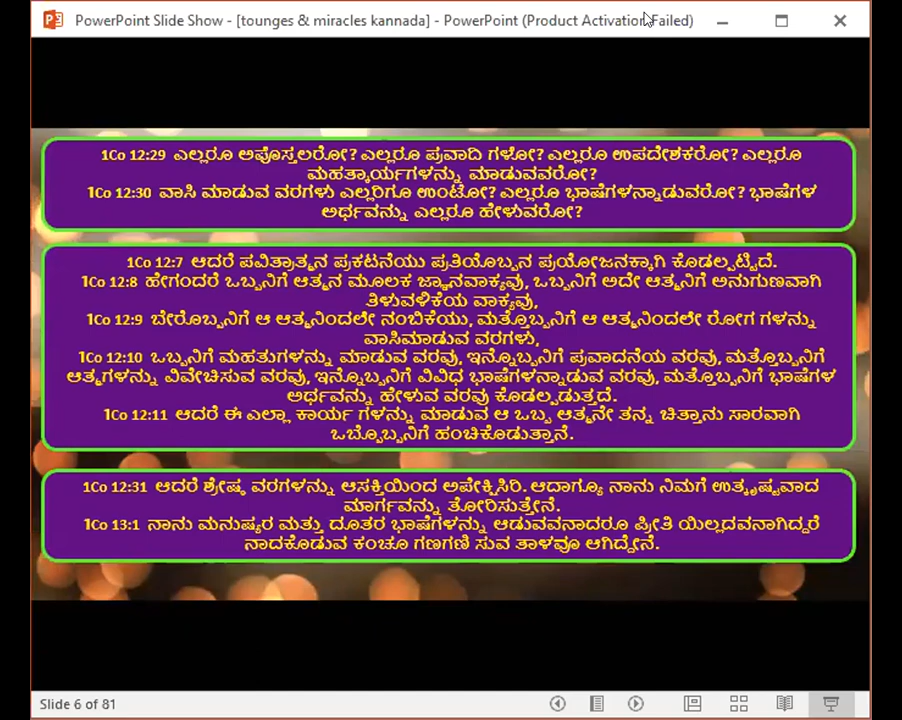 PowerPoint Slide Show - [tounges & miracles kannada] - PowerPoint (Product Activation Failed)
1Co 12:29 ಎಲ್ಲರೂ ಅಪೊಸ್ತಲರೋ? ಎಲ್ಲರೂ ಪ್ರವಾದಿ ಗಳೋ? ಎಲ್ಲರೂ ಉಪದೇಶಕರೋ? ಎಲ್ಲರೂ
ಮಹತ್ಕಾರ್ಯಗಳನ್ನು ಮಾಡುವವರೋ?
1Co 12:30 ವಾಸಿ ಮಾಡುವ ವರಗಳು ಎಲ್ಲರಿಗೂ ಉಂಟೋ? ಎಲ್ಲರೂ ಭಾಷೆಗಳನ್ನಾಡುವರೋ? ಭಾಷೆಗಳ
ಅರ್ಥವನ್ನು ಎಲ್ಲರೂ ಹೇಳುವರೋ?
1Co 12:7 ಆದರೆ ಪವಿತ್ರಾತ್ಮನ ಪ್ರಕಟನೆಯು ಪ್ರತಿಯೊಬ್ಬನ ಪ್ರಯೋಜನಕ್ಕಾಗಿ ಕೊಡಲ್ಪಟ್ಟಿದೆ.
1Co 12:8 ಹೇಗಂದರೆ ಒಬ್ಬನಿಗೆ ಆತ್ಮನ ಮೂಲಕ ಜ್ಞಾನವಾಕ್ಯವು, ಒಬ್ಬನಿಗೆ ಅದೇ ಆತ್ಮನಿಗೆ ಅನುಗುಣವಾಗಿ
ತಿಳುವಳಿಕೆಯ ವಾಕ್ಯವು,
1Co 12:9 ಬೇರೊಬ್ಬನಿಗೆ ಆ ಆತ್ಮನಿಂದಲೇ ನಂಬಿಕೆಯು, ಮತ್ತೊಬ್ಬನಿಗೆ ಆ ಆತ್ಮನಿಂದಲೇ ರೋಗ ಗಳನ್ನು
ವಾಸಿಮಾಡುವ ವರಗಳು,
1Co 12:10 ಒಬ್ಬನಿಗೆ ಮಹತುಗಳನ್ನು ಮಾಡುವ ವರವು, ಇನ್ನೊಬ್ಬನಿಗೆ ಪ್ರವಾದನೆಯ ವರವು, ಮತ್ತೊಬ್ಬನಿಗೆ
ಆತ್ಮಗಳನ್ನು ವಿವೇಚಿಸುವ ವರವು, ಇನ್ನೊಬ್ಬನಿಗೆ ವಿವಿಧ ಭಾಷೆಗಳನ್ನಾಡುವ ವರವು, ಮತ್ತೊಬ್ಬನಿಗೆ ಭಾಷೆಗಳ
ಅರ್ಥವನ್ನು ಹೇಳುವ ವರವು ಕೊಡಲ್ಪಡುತ್ತದೆ.
1Co 12:11 ಆದರೆ ಈ ಎಲ್ಲಾ ಕಾರ್ಯ ಗಳನ್ನು ಮಾಡುವ ಆ ಒಬ್ಬ ಆತ್ಮನೇ ತನ್ನ ಚಿತ್ತಾನು ಸಾರವಾಗಿ
ಒಬ್ಬೊಬ್ಬನಿಗೆ ಹಂಚಿಕೊಡುತ್ತಾನೆ.
1Co 12:31 ಆದರೆ ಶ್ರೇಷ್ಠ ವರಗಳನ್ನು ಆಸಕ್ತಿಯಿಂದ ಅಪೇಕ್ಷಿಸಿರಿ. ಆದಾಗ್ಯೂ ನಾನು ನಿಮಗೆ ಉತ್ಕೃಷ್ಟವಾದ
ಮಾರ್ಗವನ್ನು ತೋರಿಸುತ್ತೇನೆ.
1Co 13:1 ನಾನು ಮನುಷ್ಯರ ಮತ್ತು ದೂತರ ಭಾಷೆಗಳನ್ನು ಆಡುವವನಾದರೂ ಪ್ರೀತಿ ಯಿಲ್ಲದವನಾಗಿದ್ದರೆ
ನಾದಕೊಡುವ ಕಂಚೂ ಗಣಗಣಿ ಸುವ ತಾಳವೂ ಆಗಿದ್ದೇನೆ.
Slide 6 of 81